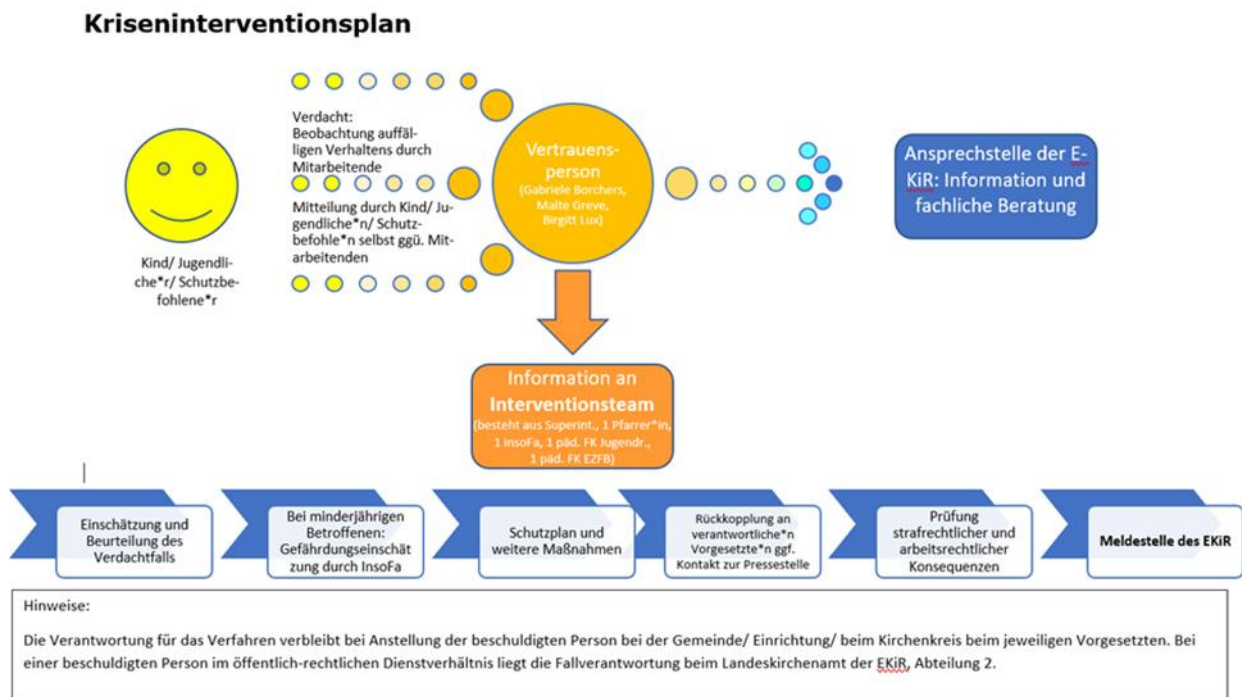 Kriseninterventionsplan
Verdacht:
Beobachtung auffäl-
ligen Verhaltens durch
Mitarbeitende
Mitteilung durch Kind/ Ju-
gendliche*n/ Schutz-
befohle*n selbst ggü. Mit-
arbeitenden
Kind/ Jugendli-
che*r/ Schutzbe-
fohlene*r
Vertrauens-
person
(Gabriele Borchers,
Malte Greve,
Birgitt Lux)
Ansprechstelle der E-
KiR: Information und
fachliche Beratung
Information an
Interventionsteam
(besteht aus Superint., 1 Pfarrer*in,
1 insoFa, 1 päd. FK Jugendr.,
1 päd. FK EZFB)
Einschätzung und
Beurteilung des
Verdachtfalls
Bei minderjährigen
Betroffenen:
Gefährdungseinschät
zung durch InsoFa
Schutzplan und
weitere Maßnahmen
Rückkopplung an
verantwortliche*n
Vorgesetzte*n ggf.
Kontakt zur Pressestelle
Prüfung
strafrechtlicher und
arbeitsrechtlicher
Konsequenzen
Meldestelle des EKiR
Hinweise:
Die Verantwortung für das Verfahren verbleibt bei Anstellung der beschuldigten Person bei der Gemeinde/ Einrichtung/ beim Kirchenkreis beim jeweiligen Vorgesetzten. Bei
einer beschuldigten Person im öffentlich-rechtlichen Dienstverhältnis liegt die Fallverantwortung beim Landeskirchenamt der EKiR, Abteilung 2.